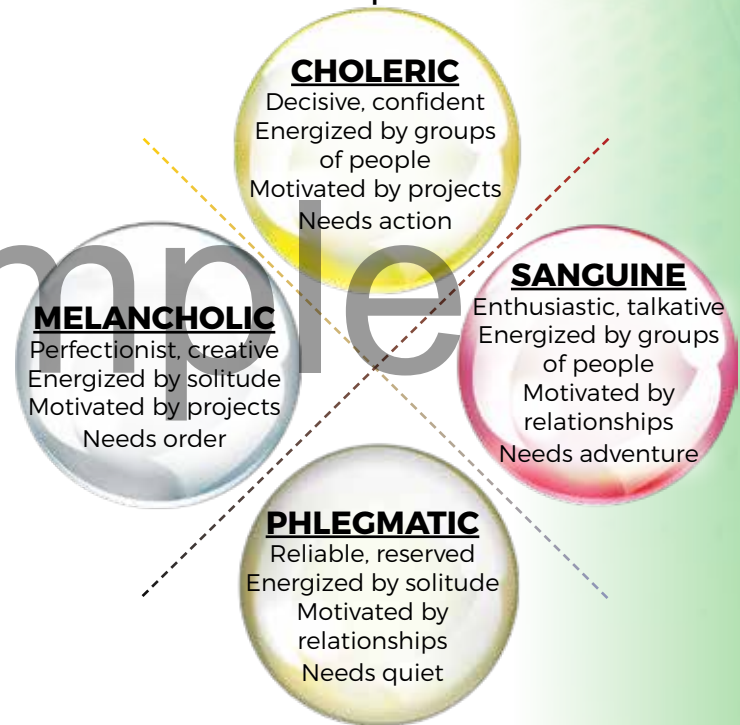 CHOLERIC
Decisive, confident
Energized by groups
of people
Motivated by projects
Needs action
mple
MELANCHOLIC
Perfectionist, creative
Energized by solitude
Motivated by projects
Needs order
SANGUINE
Enthusiastic, talkative
Energized by groups
of people
Motivated by
relationships
Needs adventure
PHLEGMATIC
Reliable, reserved
Energized by solitude
Motivated by
relationships
Needs quiet